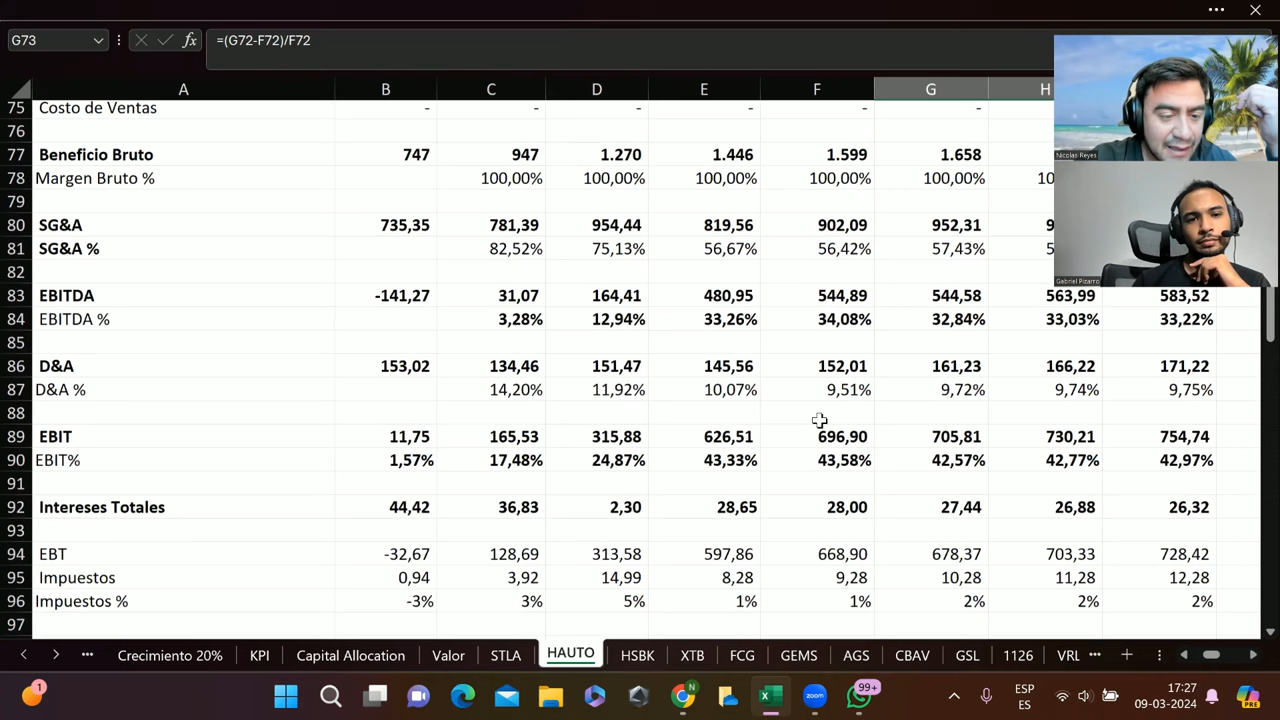 G73 fx =(G72-F72)/F72
A B C D E F G H
75 Costo de Ventas - - - - - -
76
77 Beneficio Bruto 747 947 1.270 1.446 1.599 1.658
78 Margen Bruto % 100,00% 100,00% 100,00% 100,00% 100,00% 10
79
80 SG&A 735,35 781,39 954,44 819,56 902,09 952,31 9
81 SG&A % 82,52% 75,13% 56,67% 56,42% 57,43% 5
82
83 EBITDA -141,27 31,07 164,41 480,95 544,89 544,58 563,99 583,52
84 EBITDA % 3,28% 12,94% 33,26% 34,08% 32,84% 33,03% 33,22%
85
86 D&A 153,02 134,46 151,47 145,56 152,01 161,23 166,22 171,22
87 D&A % 14,20% 11,92% 10,07% 9,51% 9,72% 9,74% 9,75%
88
89 EBIT 11,75 165,53 315,88 626,51 696,90 705,81 730,21 754,74
90 EBIT% 1,57% 17,48% 24,87% 43,33% 43,58% 42,57% 42,77% 42,97%
91
92 Intereses Totales 44,42 36,83 2,30 28,65 28,00 27,44 26,88 26,32
93
94 EBT -32,67 128,69 313,58 597,86 668,90 678,37 703,33 728,42
95 Impuestos 0,94 3,92 14,99 8,28 9,28 10,28 11,28 12,28
96 Impuestos % -3% 3% 5% 1% 1% 2% 2% 2%
97
Nicolas Reyes
Gabriel Pizarro
Crecimiento 20% KPI Capital Allocation Valor STLA HAUTO HSBK XTB FCG GEMS AGS CBAV GSL 1126 VRL
1 zoom 99+ ESP 17:27 PRE
ES 09-03-2024